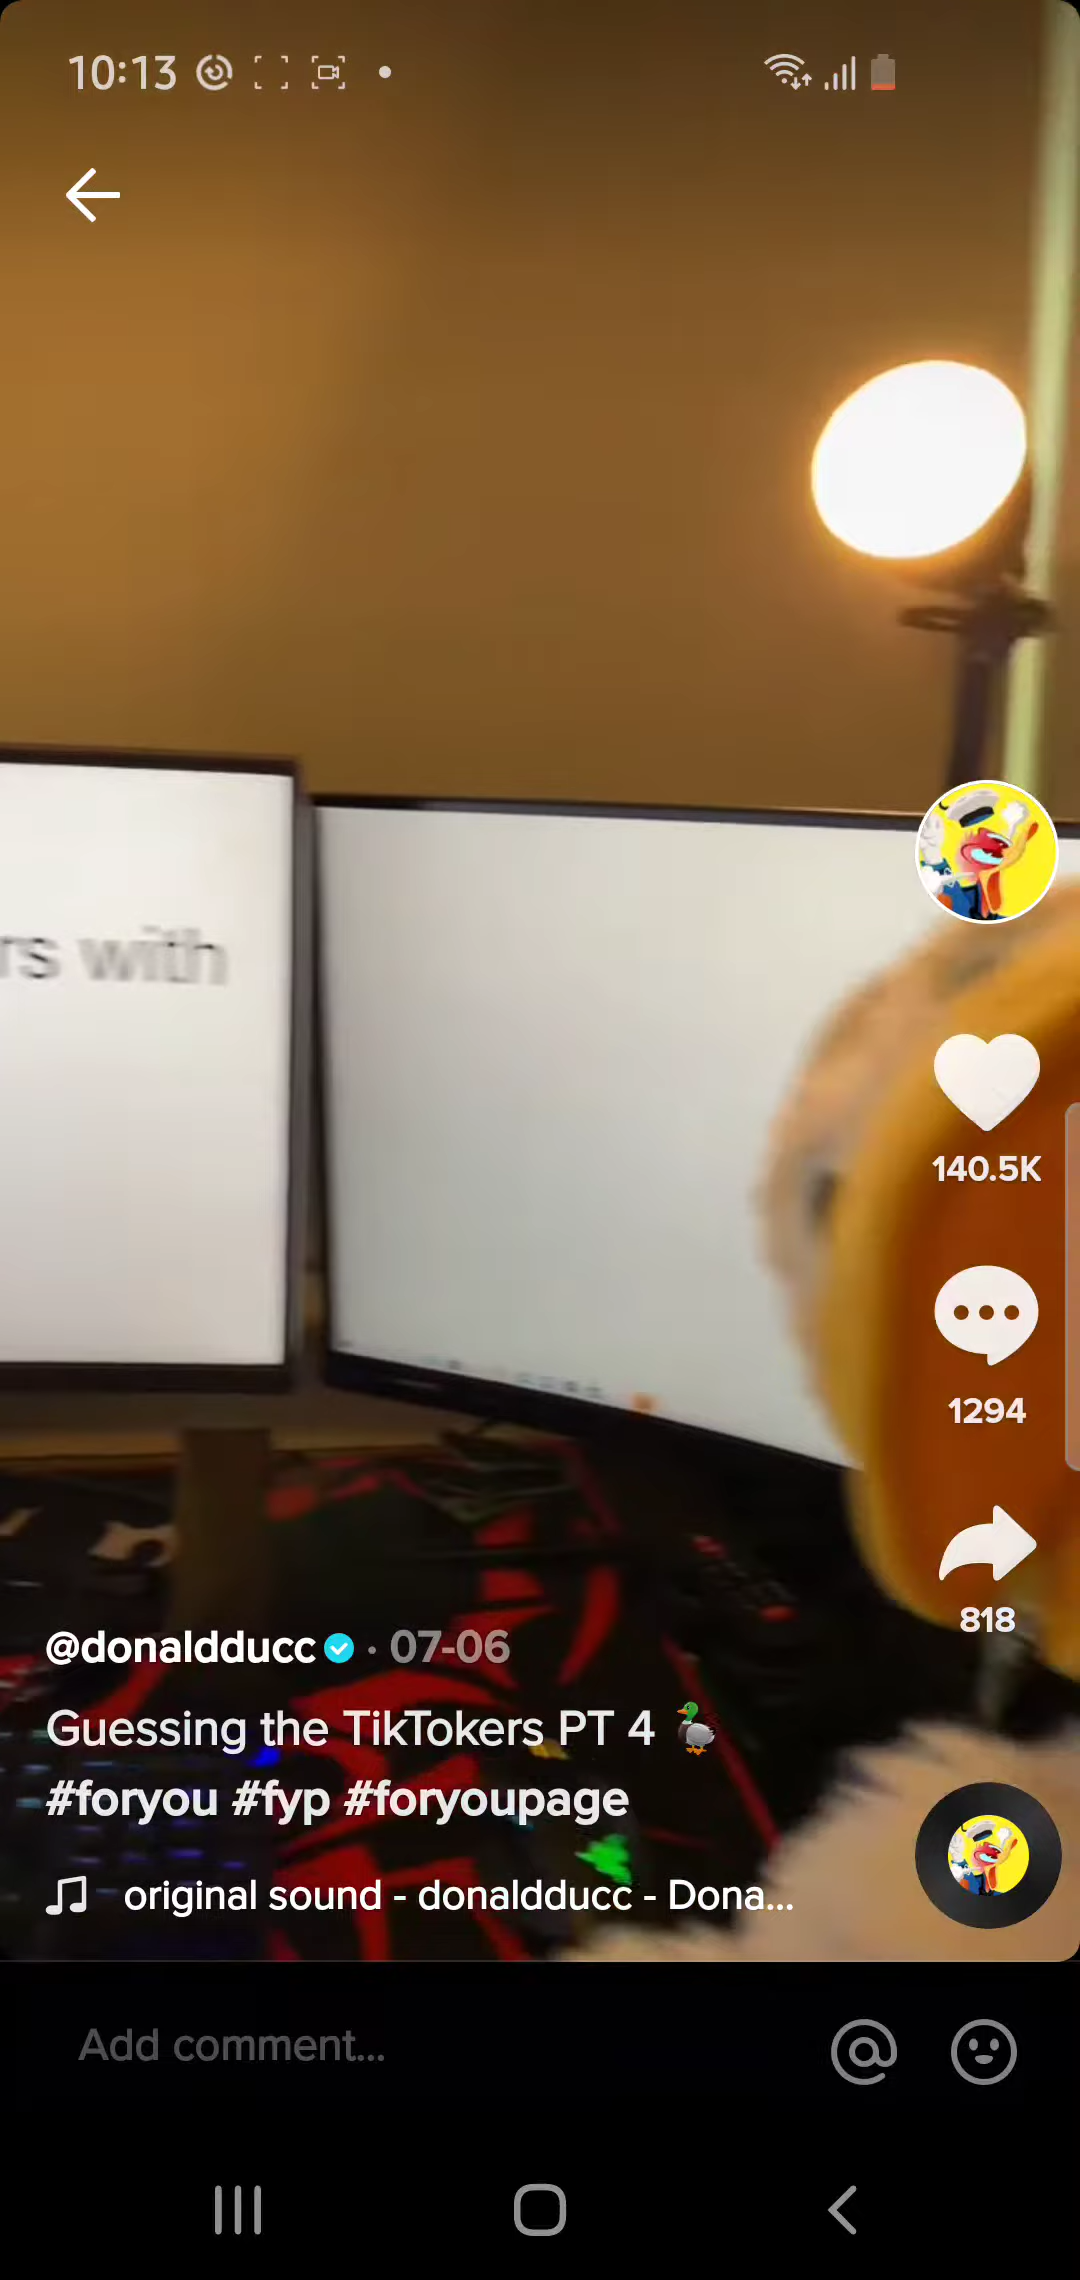 10:13
with
140.5K
1294
818
@donaldducc · 07-06
Guessing the TikTokers PT 4 🦆
#foryou #fyp #foryoupage
original sound - donaldducc - Dona...
Add comment...